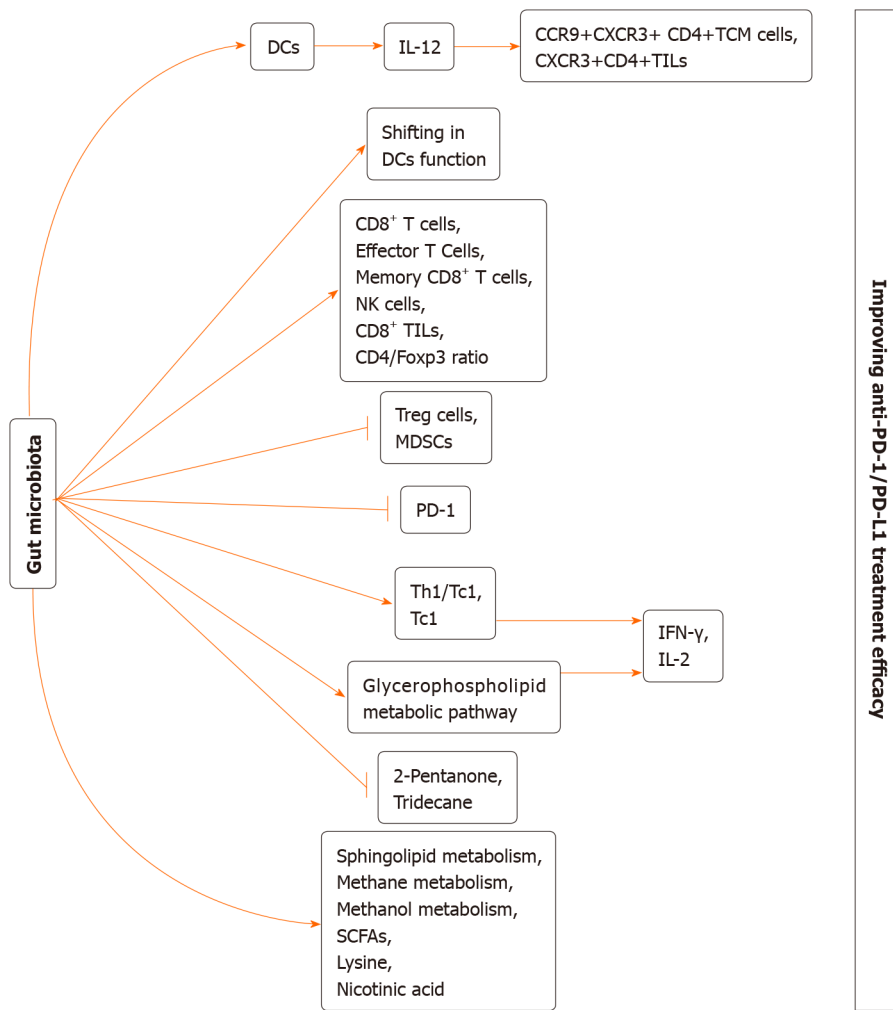 DCs
IL-12
CCR9+CXCR3+ CD4+TCM cells,
CXCR3+CD4+TILs
Shifting in
DCs function
CD8⁺ T cells,
Effector T Cells,
Memory CD8⁺ T cells,
NK cells,
CD8⁺ TILs,
CD4/Foxp3 ratio
Treg cells,
MDSCs
Gut microbiota
PD-1
Th1/Tc1,
Tc1
IFN-γ,
IL-2
Glycerophospholipid
metabolic pathway
2-Pentanone,
Tridecane
Sphingolipid metabolism,
Methane metabolism,
Methanol metabolism,
SCFAs,
Lysine,
Nicotinic acid
Improving anti-PD-1/PD-L1 treatment efficacy